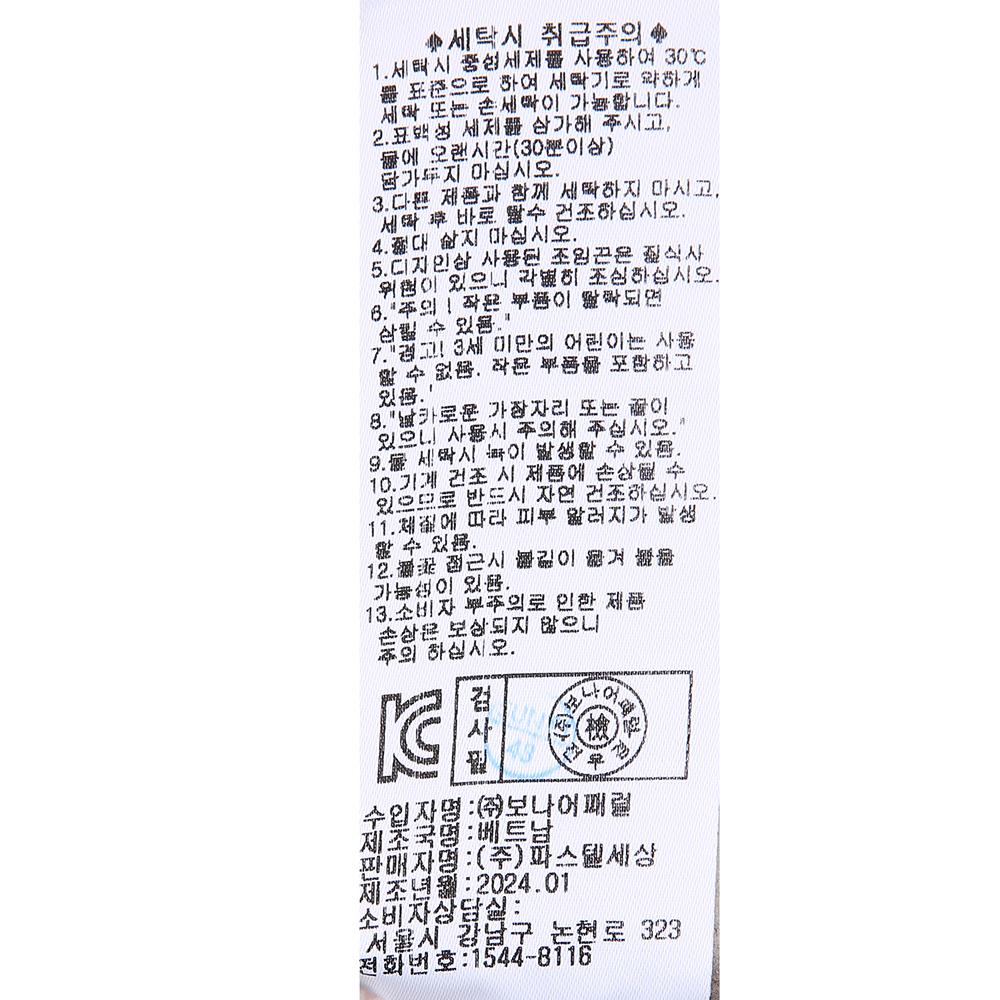 ♠세탁시 취급주의♠
1.세탁시 중성세제를 사용하여 30℃
를 표준으로 하여 세탁기로 약하게
세탁 또는 손세탁이 가능합니다.
2.표백성 세제를 삼가해 주시고,
물에 오랜시간(30분이상)
담가두지 마십시오.
3.다른 제품과 함께 세탁하지 마시고,
세탁 후 바로 탈수 건조하십시오.
4.절대 삶지 마십시오.
5.디자인상 사용된 조임끈은 질식사
위험이 있으니 각별히 조심하십시오.
6."주의! 작은 부품이 탈락되면
삼킬 수 있음."
7."경고! 3세 미만의 어린이는 사용
할 수 없음. 작은 부품을 포함하고
있음."
8."날카로운 가장자리 또는 끝이
있으니 사용시 주의해 주십시오."
9.물 세탁시 녹이 발생할 수 있음.
10.기계 건조 시 제품에 손상될 수
있으므로 반드시 자연 건조하십시오.
11.재질에 따라 피부 알러지가 발생
할 수 있음.
12.불꽃 접근시 불길이 옮겨 붙을
가능성이 있음.
13.소비자 부주의로 인한 제품
손상은 보상되지 않으니
주의 하십시오.
검사필
(주)보나어패럴
檢
우
43
수입자명:㈜보나어패럴
제조국명:베트남
판매자명:(주)파스텔세상
제조년월:2024.01
소비자상담실:
서울시 강남구 논현로 323
전화번호:1544-8116